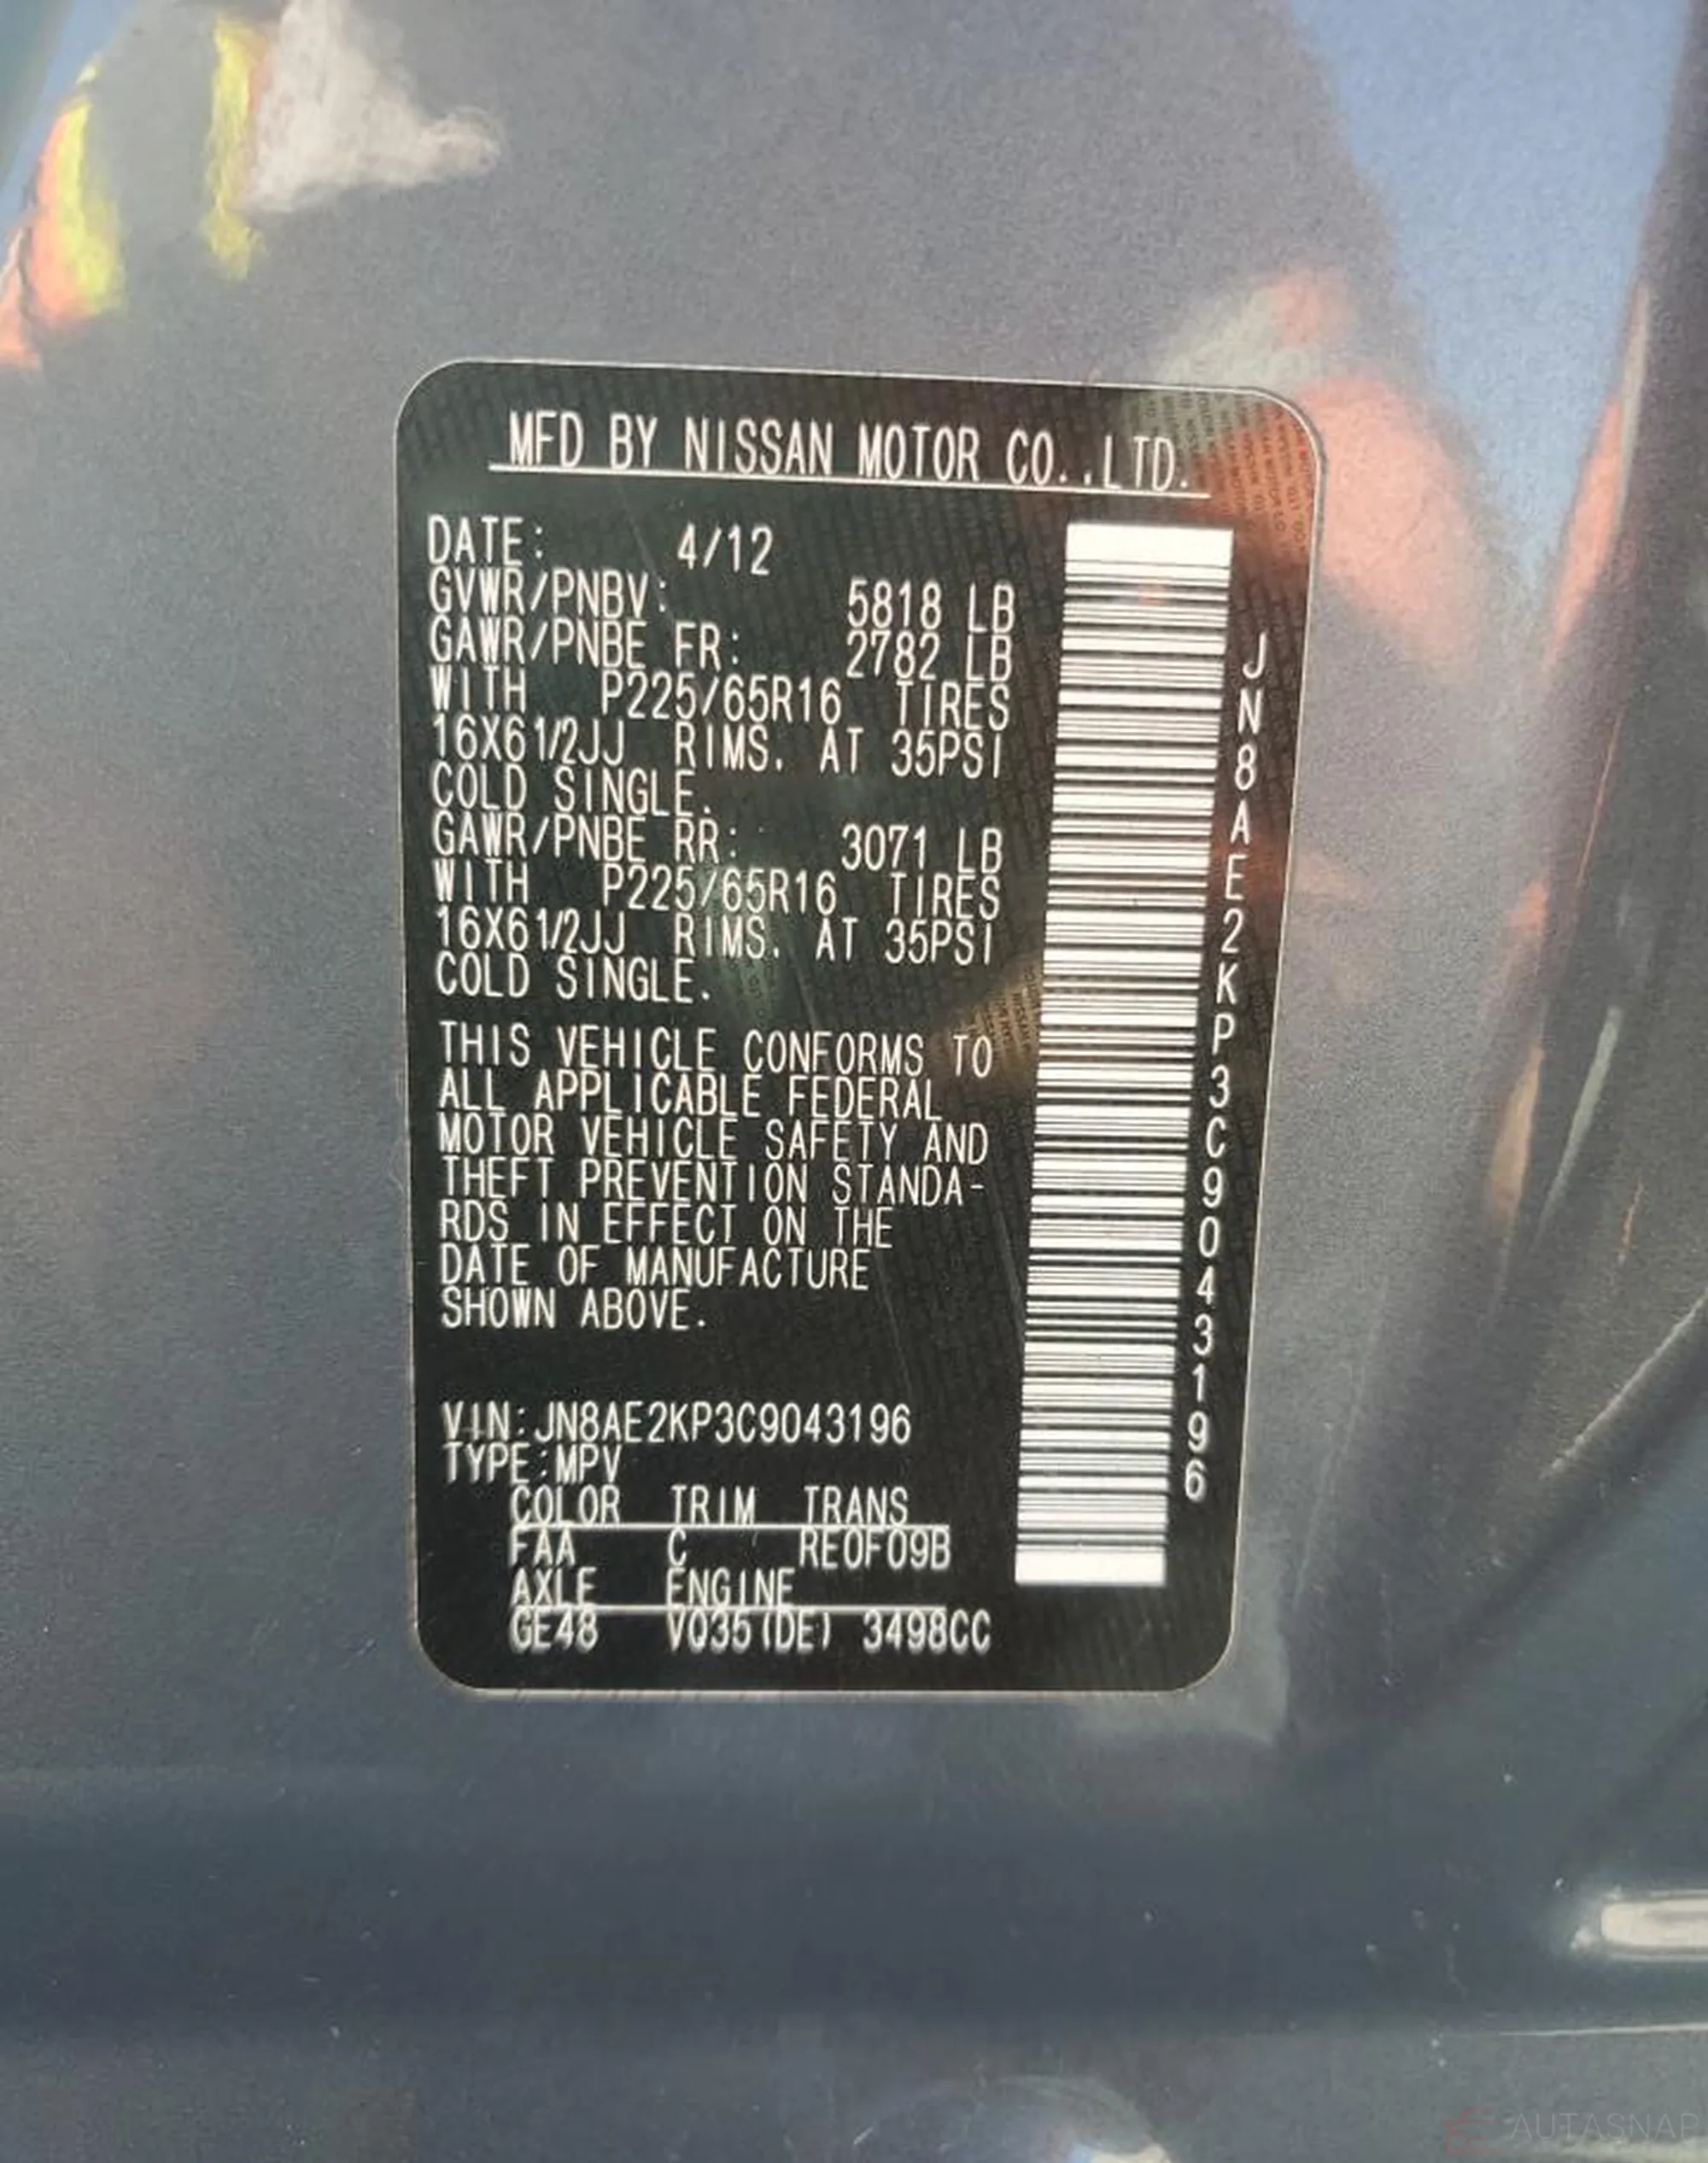 MFD BY NISSAN MOTOR CO.,LTD.
DATE: 4/12
GVWR/PNBV: 5818 LB
GAWR/PNBE FR: 2782 LB
WITH P225/65R16 TIRES
16X61/2JJ RIMS. AT 35PSI
COLD SINGLE.
GAWR/PNBE RR: 3071 LB
WITH P225/65R16 TIRES
16X61/2JJ RIMS. AT 35PSI
COLD SINGLE.
THIS VEHICLE CONFORMS TO
ALL APPLICABLE FEDERAL
MOTOR VEHICLE SAFETY AND
THEFT PREVENTION STANDA-
RDS IN EFFECT ON THE
DATE OF MANUFACTURE
SHOWN ABOVE.
VIN:JN8AE2KP3C9043196
TYPE:MPV
COLOR TRIM TRANS
FAA C RE0F09B
AXLE ENGINE
GE48 VQ35(DE) 3498CC
JN8AE2KP3C9043196
AUTASNAP